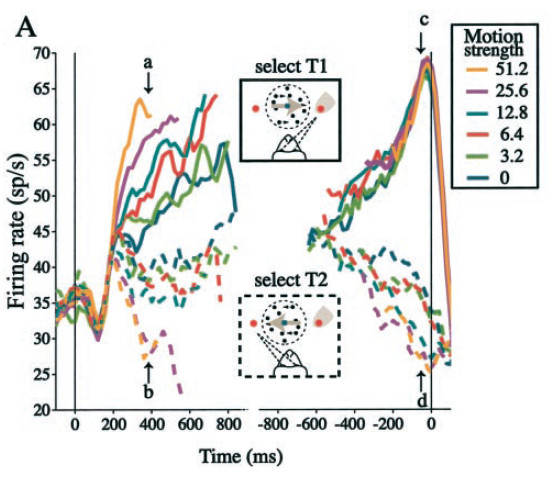 A
a
c
select T1
Motion
strength
51.2
25.6
12.8
6.4
3.2
0
70
65
60
55
50
45
40
35
30
25
20
Firing rate (sp/s)
select T2
b
d
0 200 400 600 800 -800 -600 -400 -200 0
Time (ms)